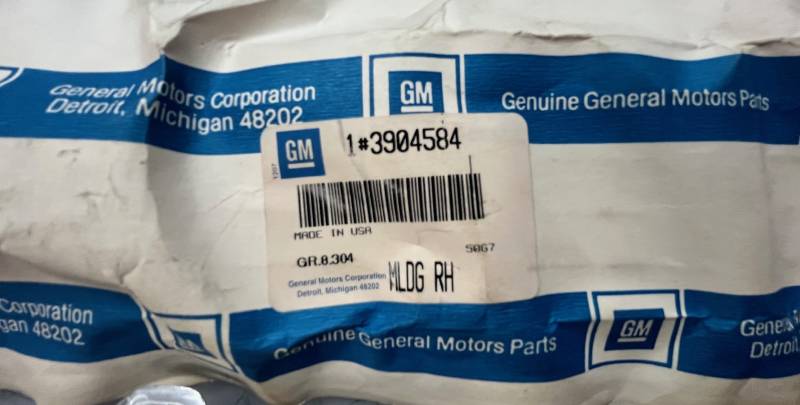 General Motors Corporation
Detroit, Michigan 48202
GM
Genuine General Motors Parts
GM
1#3904584
MADE IN USA
5067
GR.8.304
General Motors Corporation
Detroit, Michigan 48202
MLDG RH
Corporation
gan 48202
GM
Genuine General Motors Parts
GM
Gene
Detroit